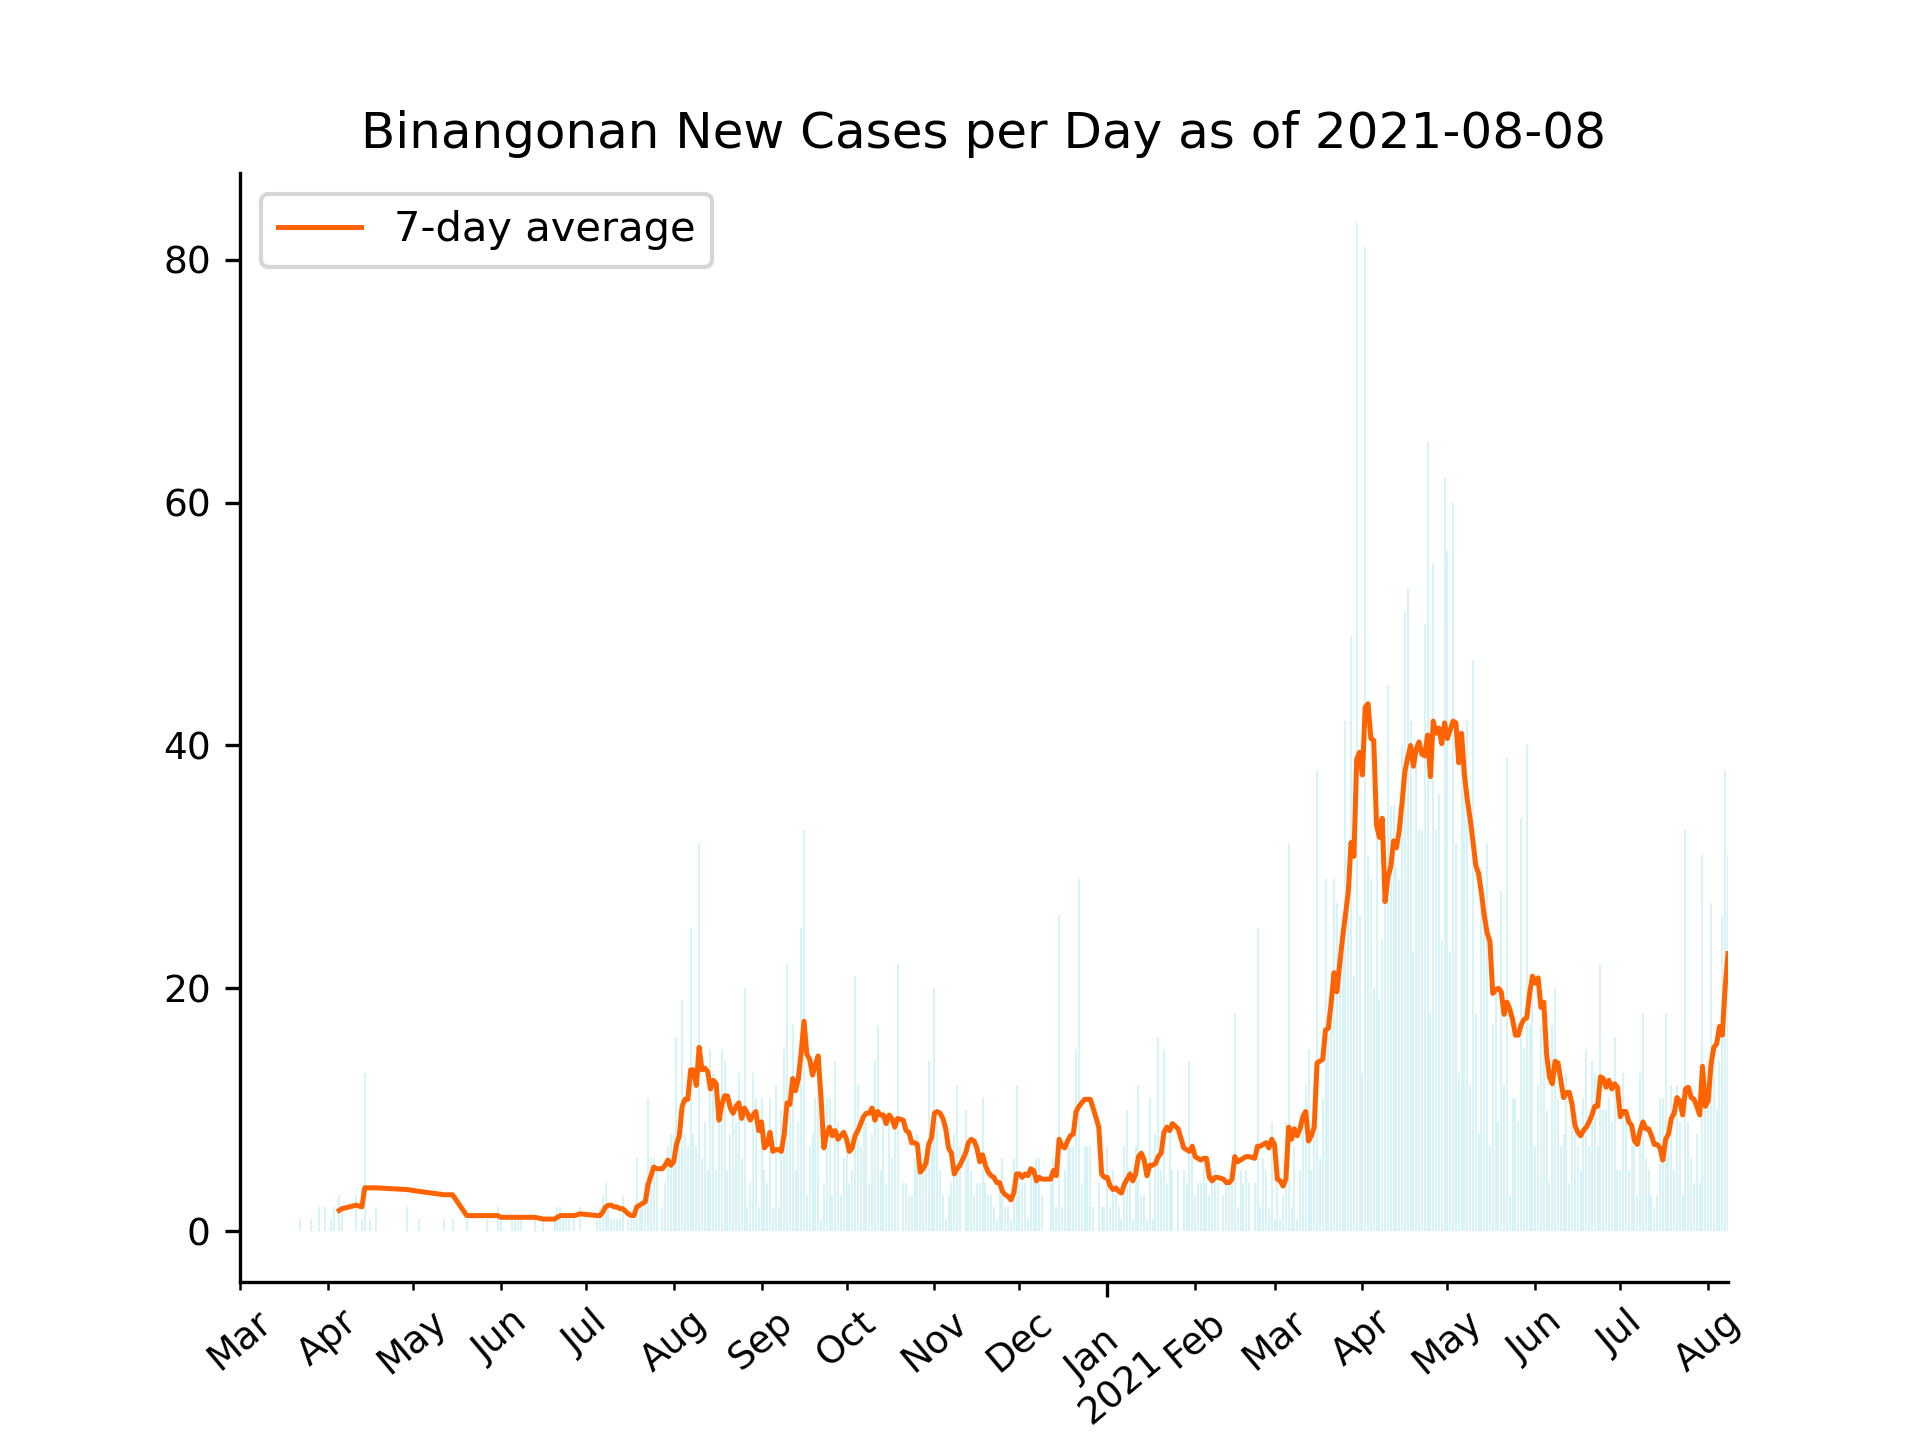 Binangonan New Cases per Day as of 2021-08-08
7-day average
80
60
40
20
0
Mar
Apr
May
Jun
Jul
Aug
Sep
Oct
Nov
Dec
Jan
2021
Feb
Mar
Apr
May
Jun
Jul
Aug